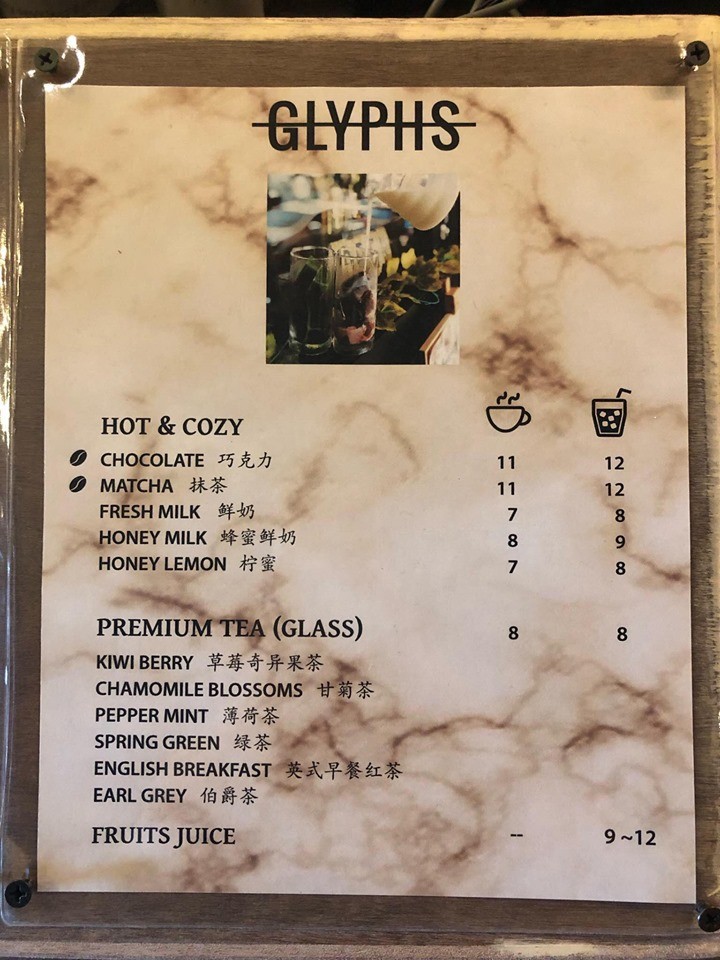 GLYPHS
HOT & COZY
CHOCOLATE 巧克力 11 12
MATCHA 抹茶 11 12
FRESH MILK 鲜奶 7 8
HONEY MILK 蜂蜜鲜奶 8 9
HONEY LEMON 柠蜜 7 8
PREMIUM TEA (GLASS) 8 8
KIWI BERRY 草莓奇异果茶
CHAMOMILE BLOSSOMS 甘菊茶
PEPPER MINT 薄荷茶
SPRING GREEN 绿茶
ENGLISH BREAKFAST 英式早餐红茶
EARL GREY 伯爵茶
FRUITS JUICE -- 9 ~12